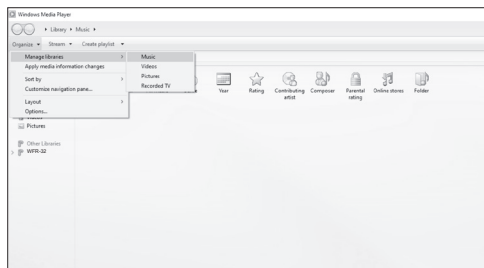 Windows Media Player
Library ▸ Music ▸
Organize Stream Create playlist
Manage libraries
Apply media information changes
Sort by
Customize navigation pane...
Layout
Options...
Music
Videos
Pictures
Recorded TV
Year
Rating
Contributing artist
Composer
Parental rating
Online stores
Folder
Pictures
Other Libraries
WFR-32